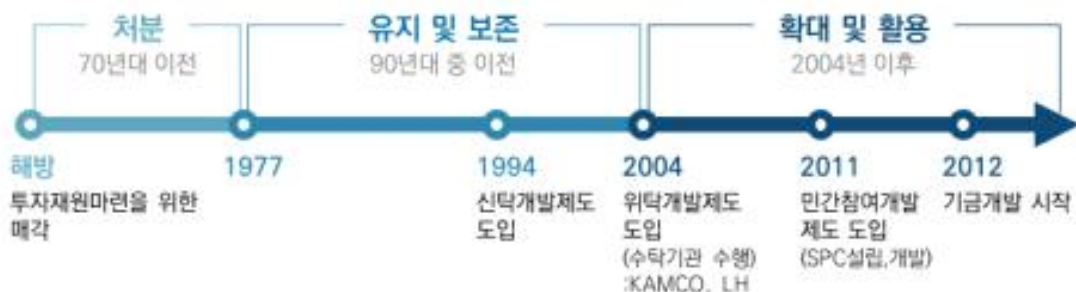 처분
70년대 이전
유지 및 보존
90년대 중 이전
확대 및 활용
2004년 이후
해방
투자재원마련을 위한
매각
1977
1994
신탁개발제도
도입
2004
위탁개발제도
도입
(수탁기관 수행)
:KAMCO, LH
2011
민간참여개발
제도 도입
(SPC설립,개발)
2012
기금개발 시작